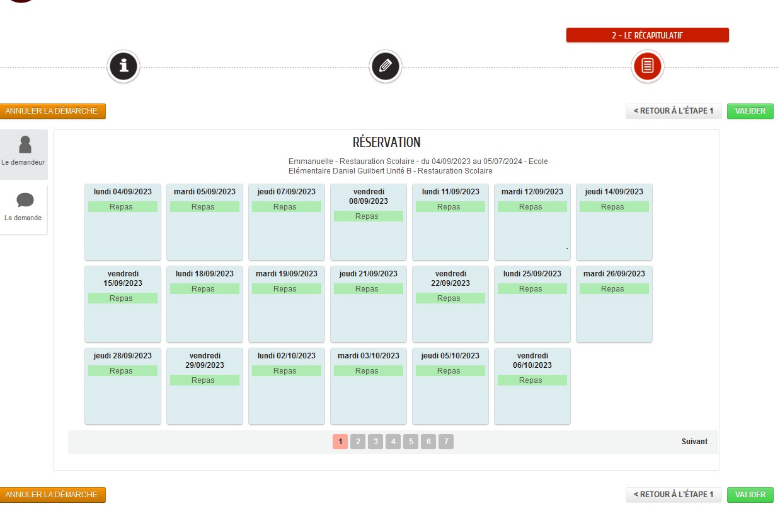 2 - LE RÉCAPITULATIF
ANNULER LA DÉMARCHE
< RETOUR À L'ÉTAPE 1
VALIDER
Le demandeur
La demande
RÉSERVATION
Emmanuelle - Restauration Scolaire - du 04/09/2023 au 05/07/2024 - Ecole
Elémentaire Daniel Guilbert Unité B - Restauration Scolaire
lundi 04/09/2023
Repas
mardi 05/09/2023
Repas
jeudi 07/09/2023
Repas
vendredi
08/09/2023
Repas
lundi 11/09/2023
Repas
mardi 12/09/2023
Repas
jeudi 14/09/2023
Repas
vendredi
15/09/2023
Repas
lundi 18/09/2023
Repas
mardi 19/09/2023
Repas
jeudi 21/09/2023
Repas
vendredi
22/09/2023
Repas
lundi 25/09/2023
Repas
mardi 26/09/2023
Repas
jeudi 28/09/2023
Repas
vendredi
29/09/2023
Repas
lundi 02/10/2023
Repas
mardi 03/10/2023
Repas
jeudi 05/10/2023
Repas
vendredi
06/10/2023
Repas
1 2 3 4 5 6 7
Suivant
ANNULER LA DÉMARCHE
< RETOUR À L'ÉTAPE 1
VALIDER